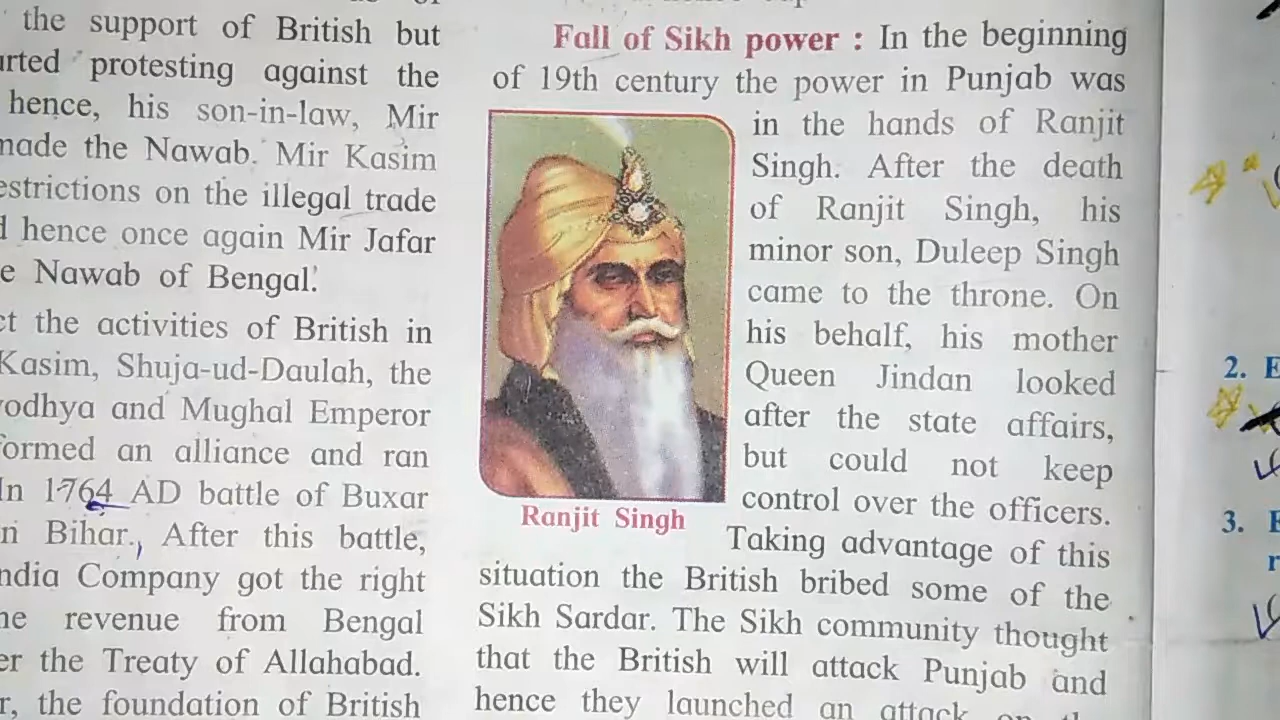 the support of British but
protesting against the
hence, his son-in-law, Mir
made the Nawab. Mir Kasim
restrictions on the illegal trade
hence once again Mir Jafar
Nawab of Bengal.
the activities of British in
Kasim, Shuja-ud-Daulah, the
and Mughal Emperor
formed an alliance and ran
In 1764 AD battle of Buxar
Bihar. After this battle,
India Company got the right
revenue from Bengal
the Treaty of Allahabad.
the foundation of British
Fall of Sikh power : In the beginning
of 19th century the power in Punjab was
in the hands of Ranjit
Singh. After the death
of Ranjit Singh, his
minor son, Duleep Singh
came to the throne. On
his behalf, his mother
Queen Jindan looked
after the state affairs,
but could not keep
control over the officers.
Ranjit Singh
Taking advantage of this
situation the British bribed some of the
Sikh Sardar. The Sikh community thought
that the British will attack Punjab and
hence they launched an attack on
2. E
3. E